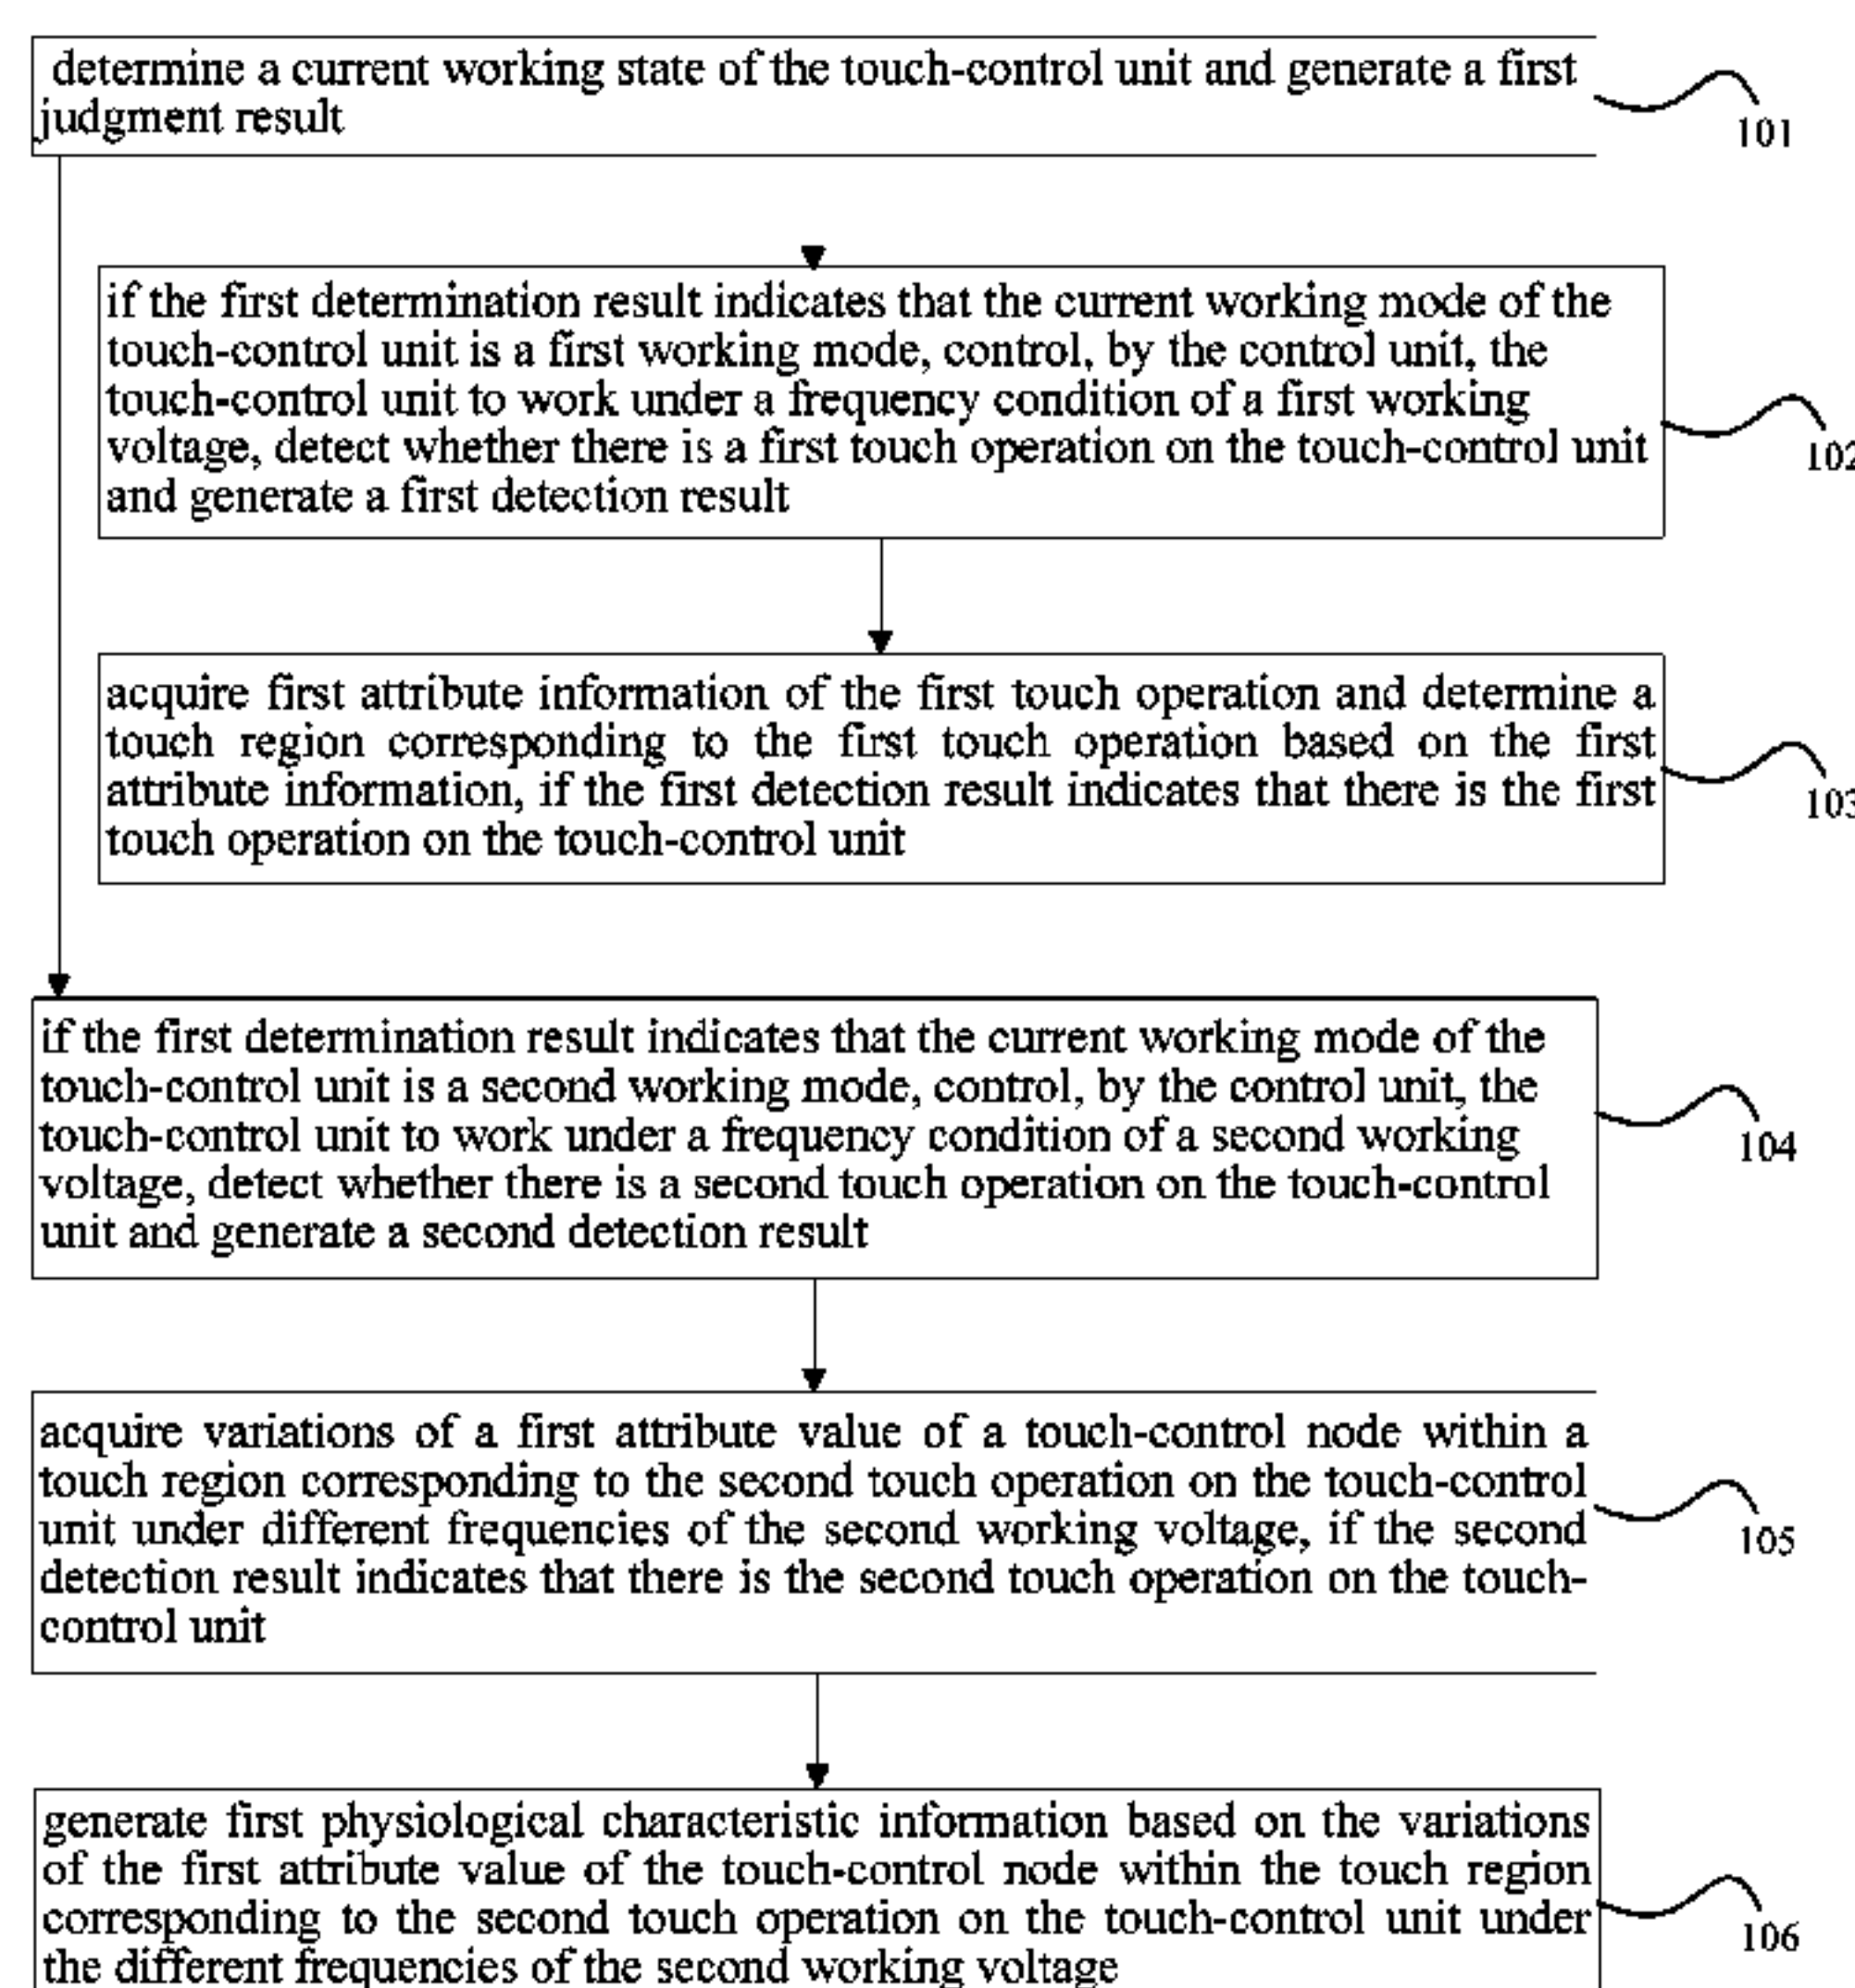 determine a current working state of the touch-control unit and generate a first
judgment result
101
if the first determination result indicates that the current working mode of the
touch-control unit is a first working mode, control, by the control unit, the
touch-control unit to work under a frequency condition of a first working
voltage, detect whether there is a first touch operation on the touch-control unit
and generate a first detection result
102
acquire first attribute information of the first touch operation and determine a
touch region corresponding to the first touch operation based on the first
attribute information, if the first detection result indicates that there is the first
touch operation on the touch-control unit
103
if the first determination result indicates that the current working mode of the
touch-control unit is a second working mode, control, by the control unit, the
touch-control unit to work under a frequency condition of a second working
voltage, detect whether there is a second touch operation on the touch-control
unit and generate a second detection result
104
acquire variations of a first attribute value of a touch-control node within a
touch region corresponding to the second touch operation on the touch-control
unit under different frequencies of the second working voltage, if the second
detection result indicates that there is the second touch operation on the touch-
control unit
105
generate first physiological characteristic information based on the variations
of the first attribute value of the touch-control node within the touch region
corresponding to the second touch operation on the touch-control unit under
the different frequencies of the second working voltage
106